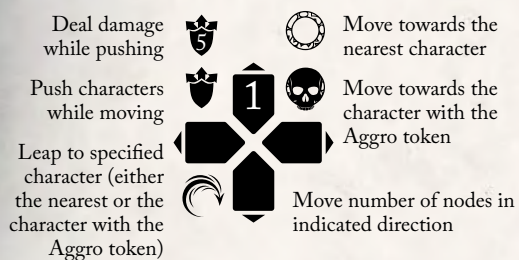 Deal damage
while pushing
5
Push characters
while moving
Leap to specified
character (either
the nearest or the
character with the
Aggro token)
1
Move towards the
nearest character
Move towards the
character with the
Aggro token
Move number of nodes in
indicated direction